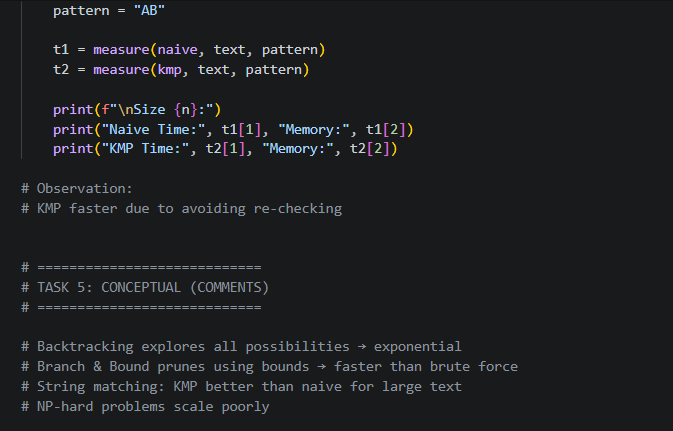 pattern = "AB"
t1 = measure(naive, text, pattern)
t2 = measure(kmp, text, pattern)
print(f"\nSize {n}:")
print("Naive Time:", t1[1], "Memory:", t1[2])
print("KMP Time:", t2[1], "Memory:", t2[2])
# Observation:
# KMP faster due to avoiding re-checking
# ============================
# TASK 5: CONCEPTUAL (COMMENTS)
# ============================
# Backtracking explores all possibilities → exponential
# Branch & Bound prunes using bounds → faster than brute force
# String matching: KMP better than naive for large text
# NP-hard problems scale poorly